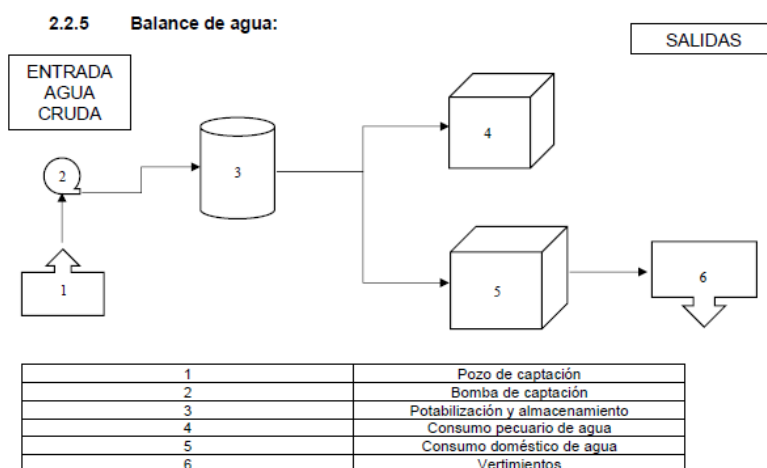 2.2.5 Balance de agua:
SALIDAS
ENTRADA
AGUA
CRUDA
4
2
3
1
5
6
1 Pozo de captación
2 Bomba de captación
3 Potabilización y almacenamiento
4 Consumo pecuario de agua
5 Consumo doméstico de agua
6 Vertimientos